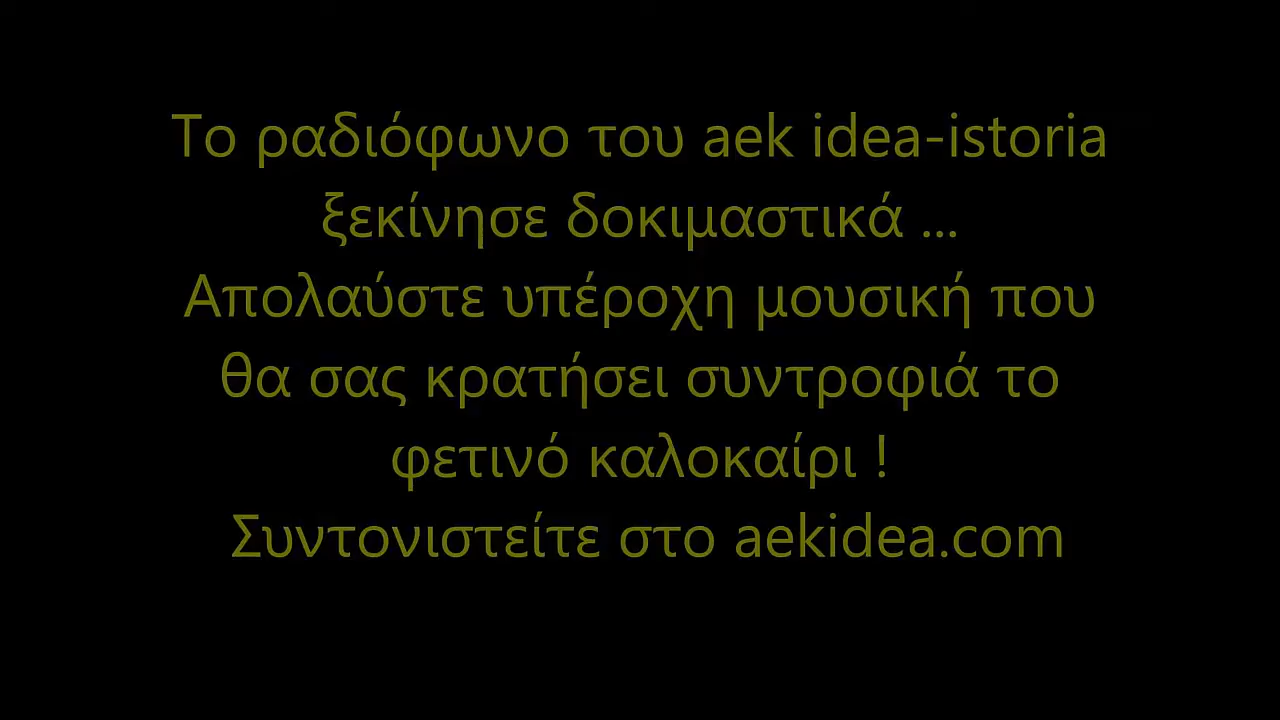 Το ραδιόφωνο του aek idea-istoria
ξεκίνησε δοκιμαστικά ...
Απολαύστε υπέροχη μουσική που
θα σας κρατήσει συντροφιά το
φετινό καλοκαίρι !
Συντονιστείτε στο aekidea.com